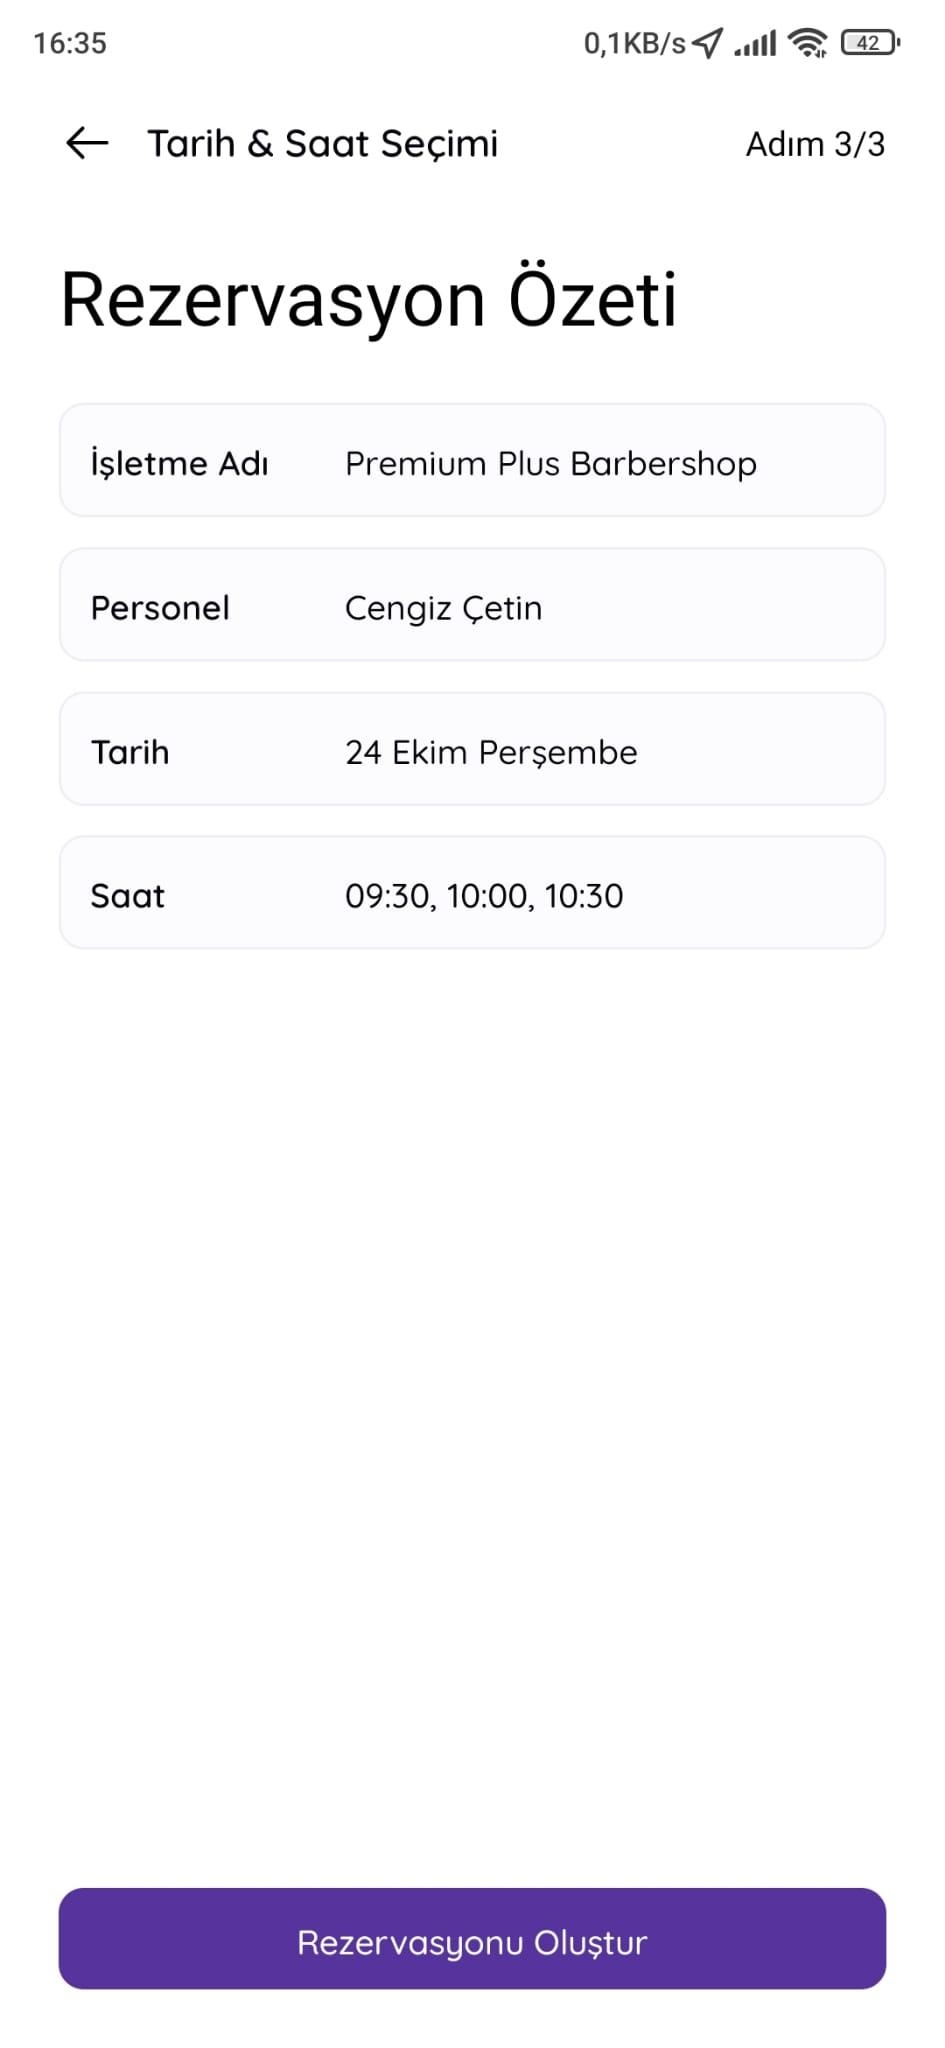 16:35 0,1KB/s 42
Tarih & Saat Seçimi Adım 3/3
Rezervasyon Özeti
İşletme Adı Premium Plus Barbershop
Personel Cengiz Çetin
Tarih 24 Ekim Perşembe
Saat 09:30, 10:00, 10:30
Rezervasyonu Oluştur